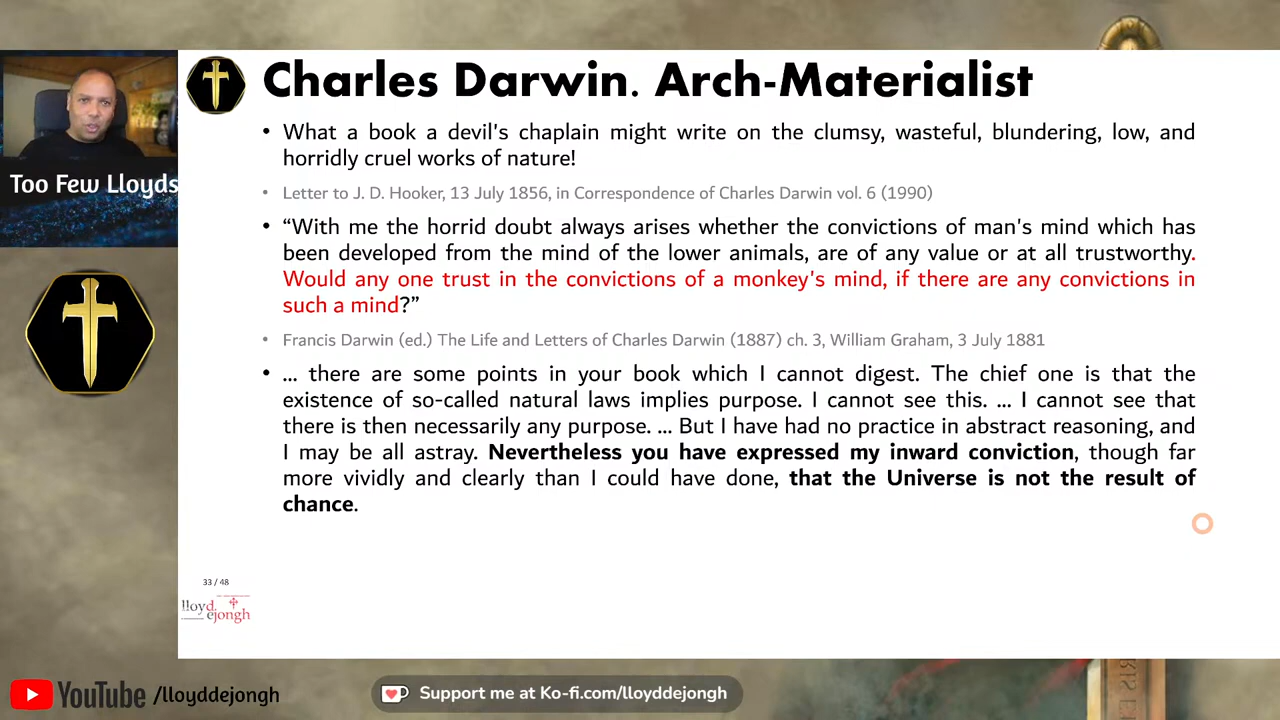 Charles Darwin. Arch-Materialist
Too Few Lloyds
• What a book a devil's chaplain might write on the clumsy, wasteful, blundering, low, and
horridly cruel works of nature!
• Letter to J. D. Hooker, 13 July 1856, in Correspondence of Charles Darwin vol. 6 (1990)
• “With me the horrid doubt always arises whether the convictions of man's mind which has
been developed from the mind of the lower animals, are of any value or at all trustworthy.
Would any one trust in the convictions of a monkey's mind, if there are any convictions in
such a mind?”
• Francis Darwin (ed.) The Life and Letters of Charles Darwin (1887) ch. 3, William Graham, 3 July 1881
• ... there are some points in your book which I cannot digest. The chief one is that the
existence of so-called natural laws implies purpose. I cannot see this. ... I cannot see that
there is then necessarily any purpose. ... But I have had no practice in abstract reasoning, and
I may be all astray. Nevertheless you have expressed my inward conviction, though far
more vividly and clearly than I could have done, that the Universe is not the result of
chance.
33 / 48
lloyd
ejongh
YouTube /lloyddejongh
Support me at Ko-fi.com/lloyddejongh